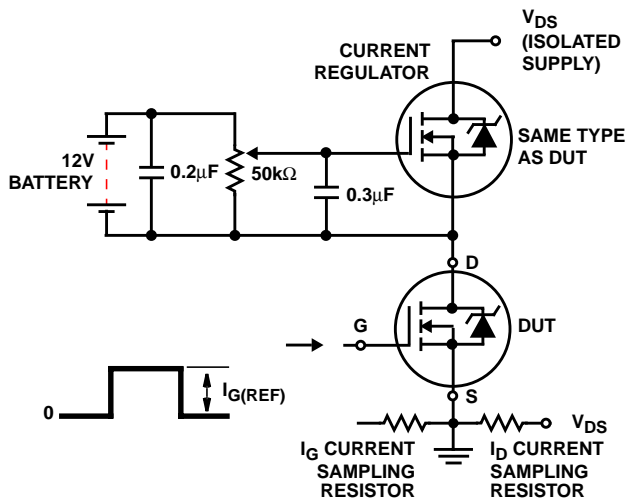 V_DS
(ISOLATED
SUPPLY)
CURRENT
REGULATOR
SAME TYPE
AS DUT
12V
BATTERY
0.2μF
50kΩ
0.3μF
D
G
DUT
0
I_G(REF)
S
V_DS
I_G CURRENT
SAMPLING
RESISTOR
I_D CURRENT
SAMPLING
RESISTOR